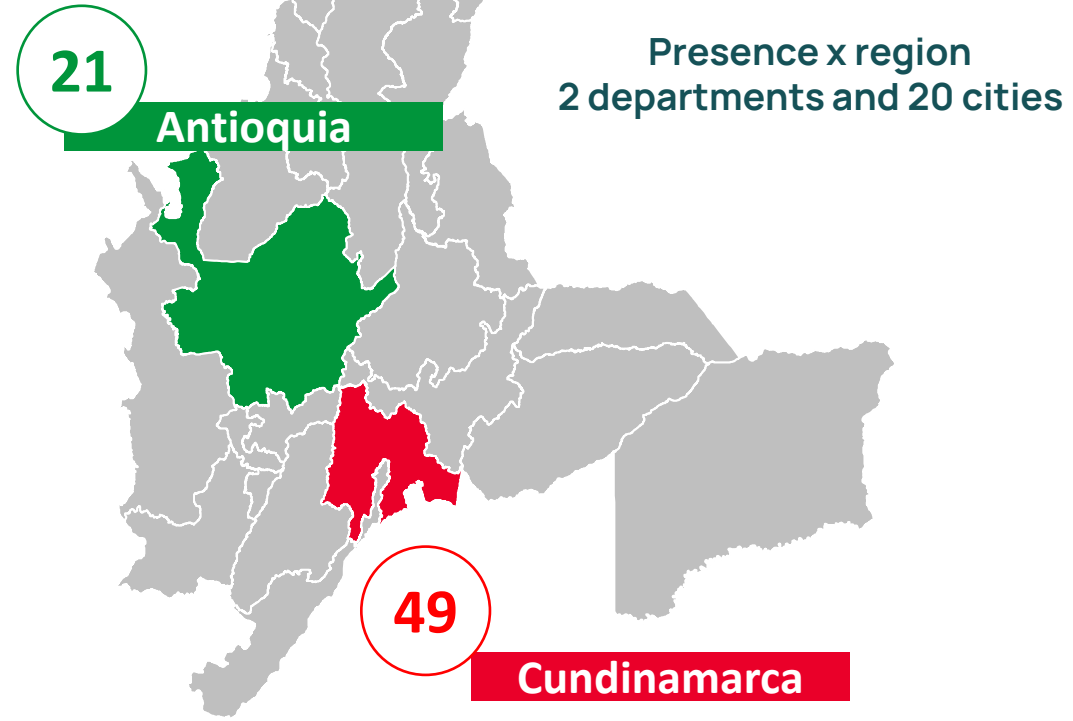 21
Antioquia
Presence x region
2 departments and 20 cities
49
Cundinamarca